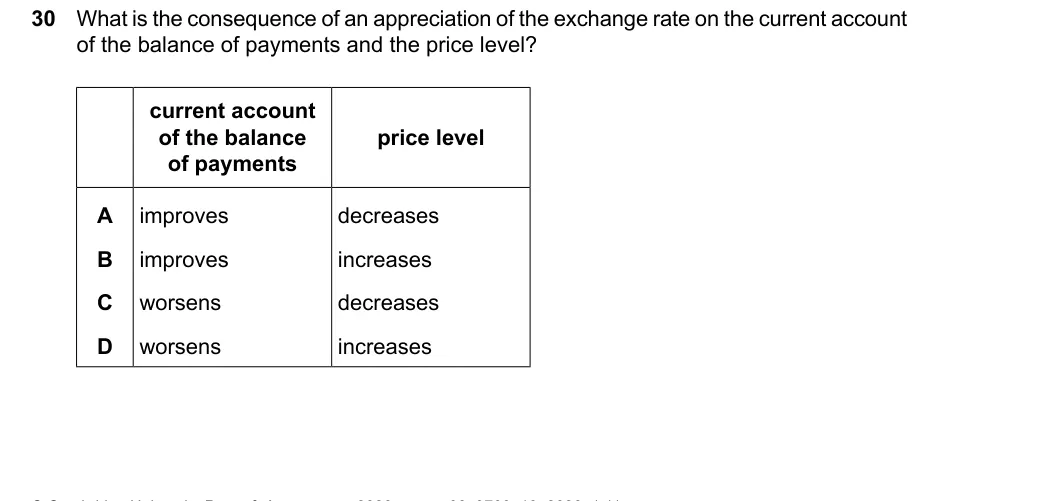 30 What is the consequence of an appreciation of the exchange rate on the current account
of the balance of payments and the price level?
current account
of the balance
of payments
price level
A improves decreases
B improves increases
C worsens decreases
D worsens increases